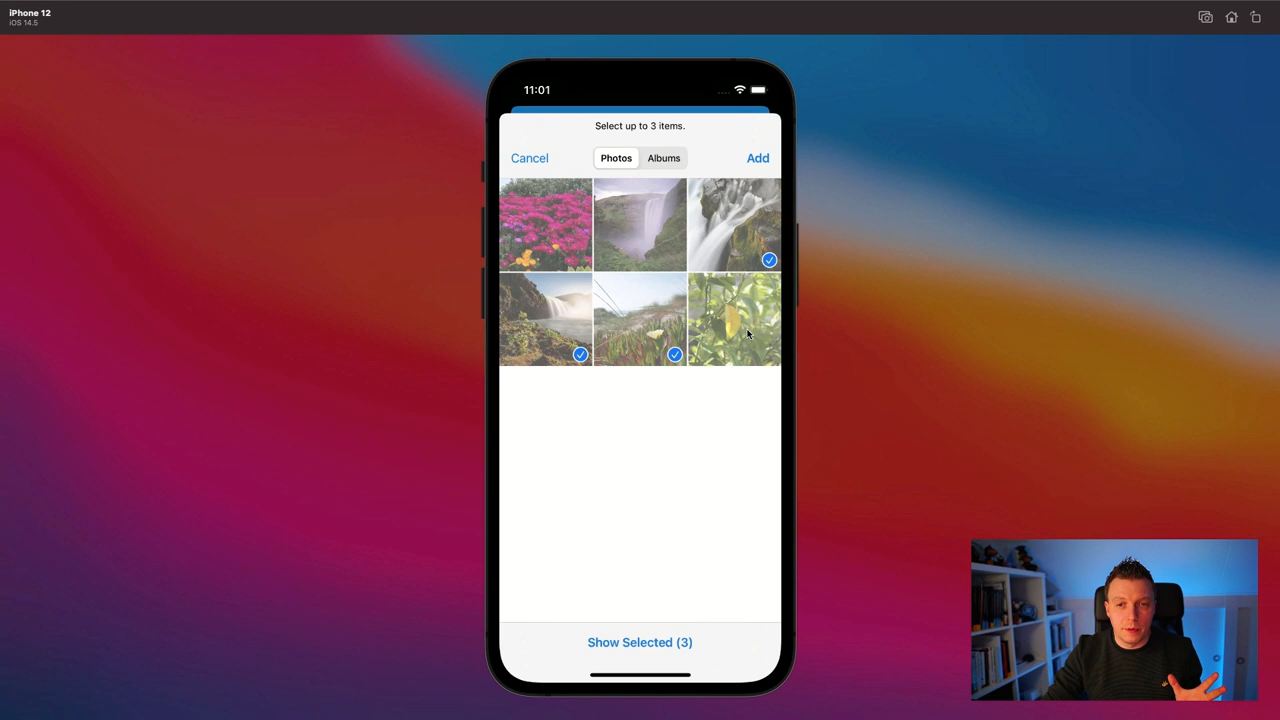 iPhone 12
iOS 14.5
11:01
Select up to 3 items.
Cancel
Photos
Albums
Add
Show Selected (3)